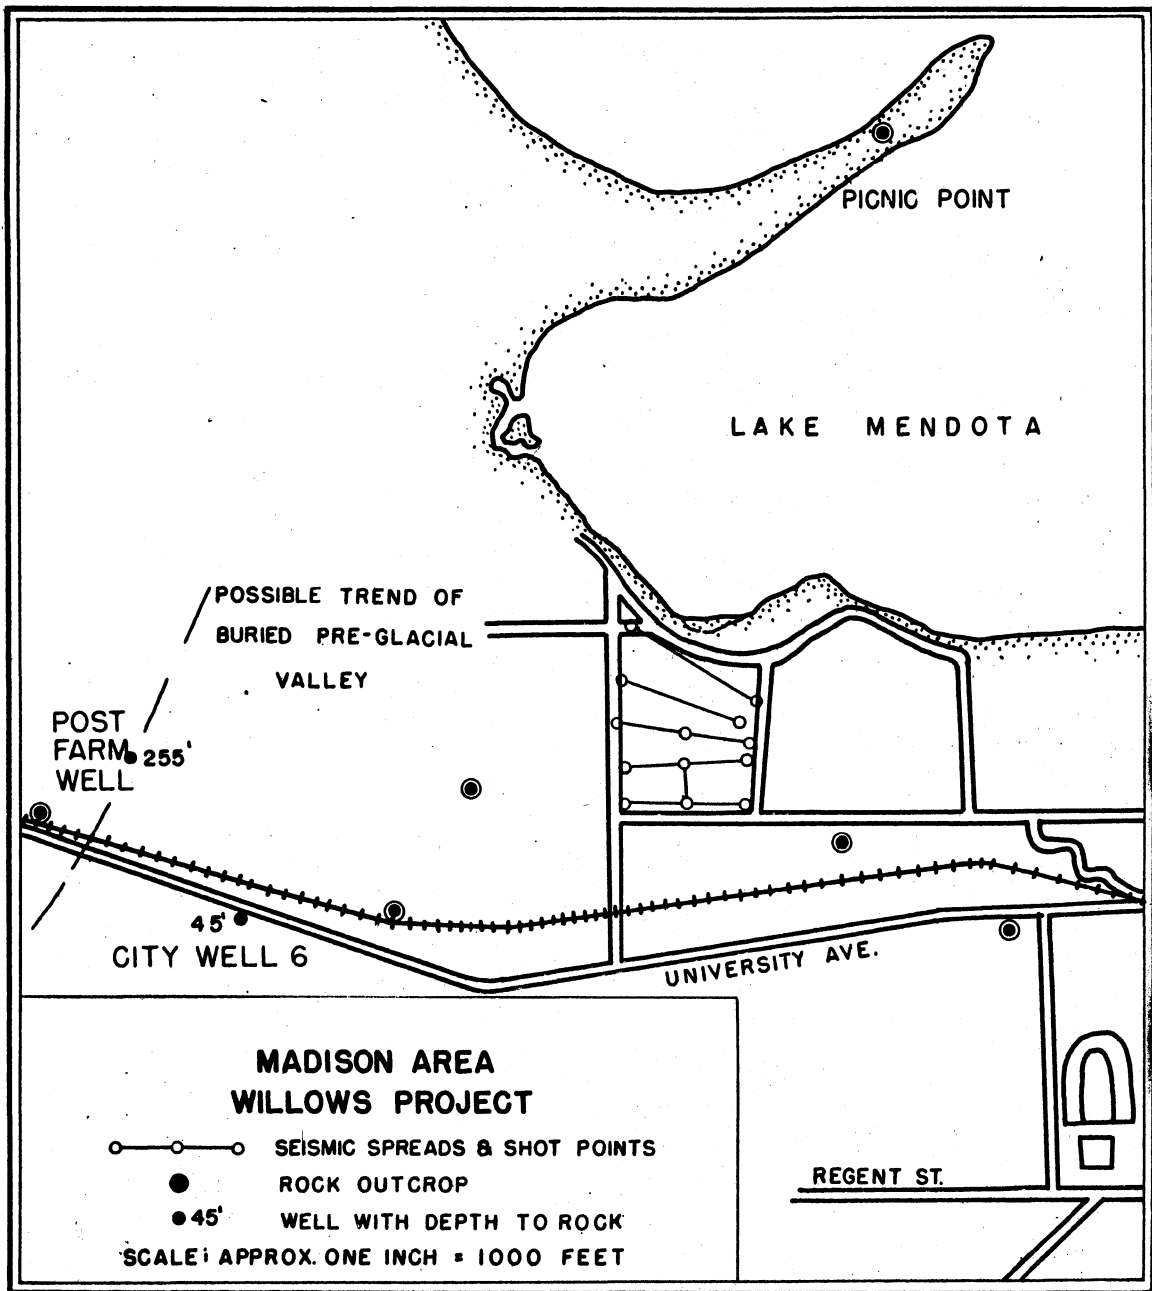 PICNIC POINT
LAKE MENDOTA
POSSIBLE TREND OF
BURIED PRE-GLACIAL
VALLEY
POST
FARM
WELL
255'
45'
CITY WELL 6
UNIVERSITY AVE.
MADISON AREA
WILLOWS PROJECT
SEISMIC SPREADS & SHOT POINTS
ROCK OUTCROP
45' WELL WITH DEPTH TO ROCK
SCALE: APPROX. ONE INCH = 1000 FEET
REGENT ST.